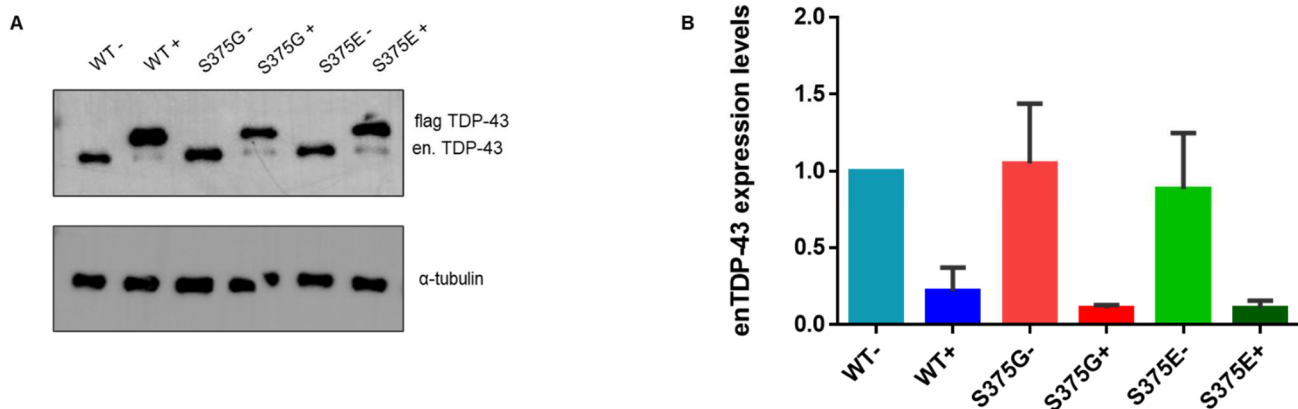 A
WT -
WT +
S375G -
S375G +
S375E -
S375E +
flag TDP-43
en. TDP-43
α-tubulin
B
enTDP-43 expression levels
2.0
1.5
1.0
0.5
0.0
WT-
WT+
S375G-
S375G+
S375E-
S375E+